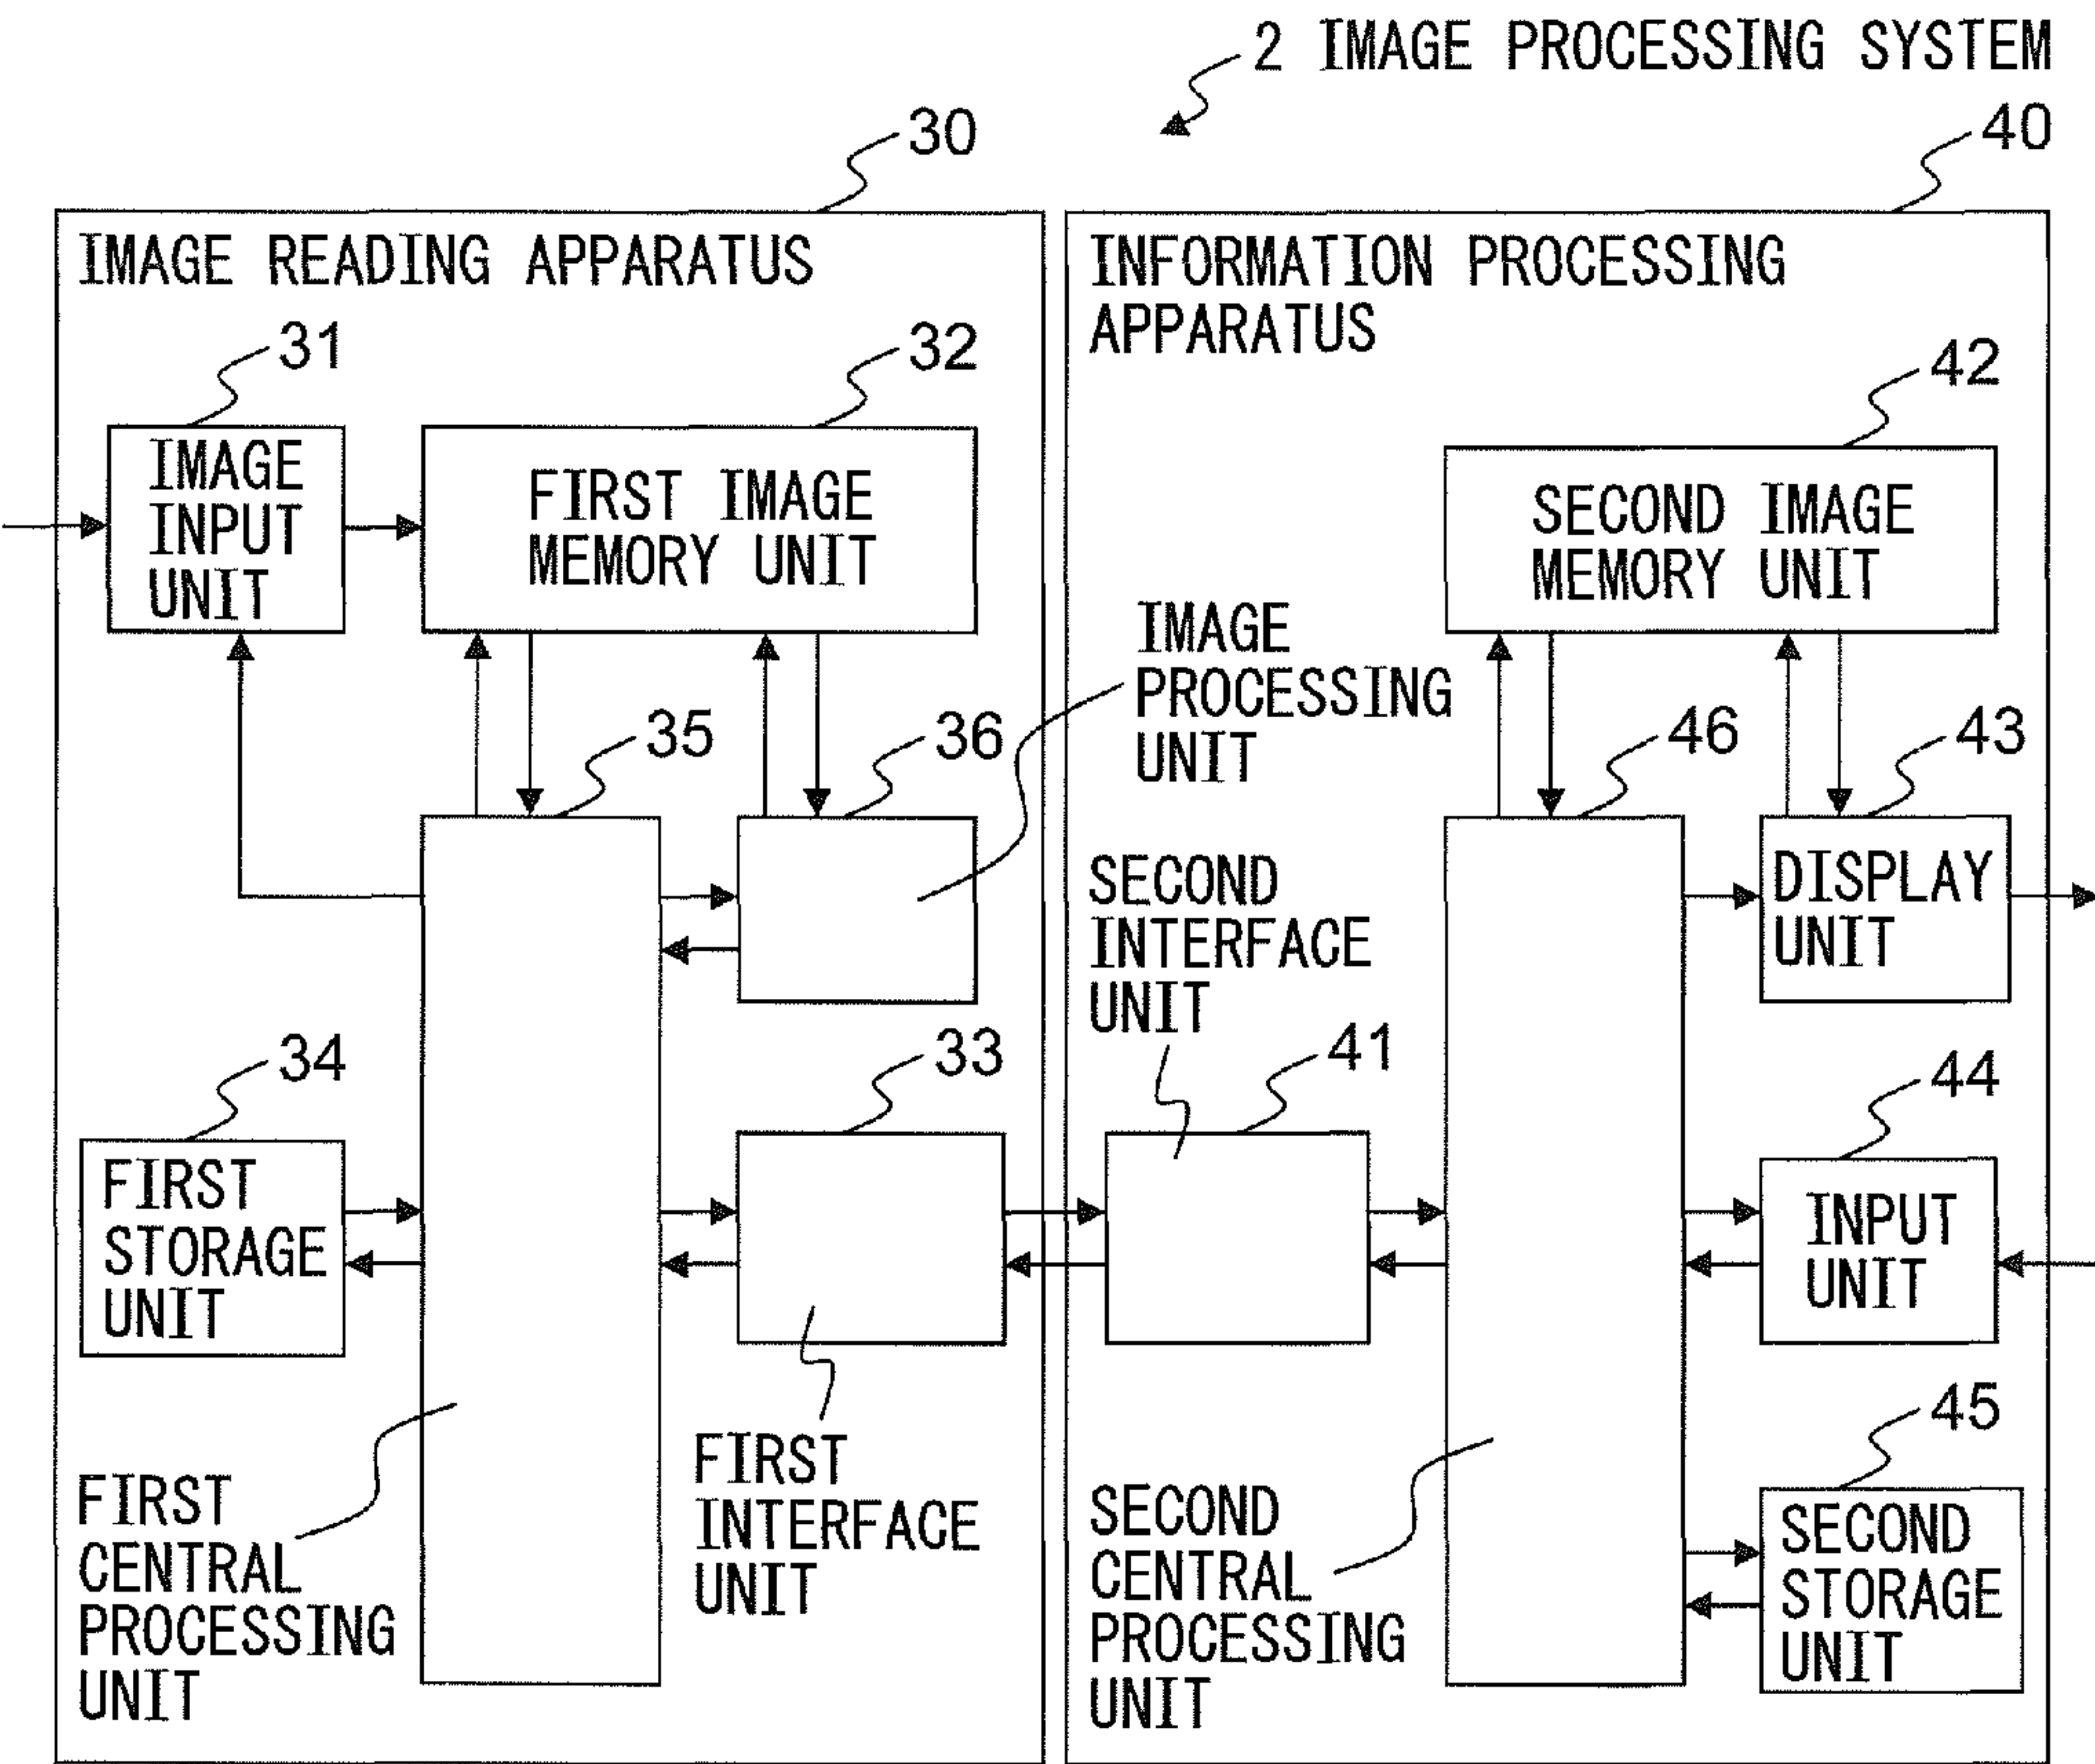 2 IMAGE PROCESSING SYSTEM
30
40
IMAGE READING APPARATUS
INFORMATION PROCESSING
APPARATUS
31
32
42
IMAGE
INPUT
UNIT
FIRST IMAGE
MEMORY UNIT
SECOND IMAGE
MEMORY UNIT
IMAGE
PROCESSING
UNIT
35
36
46
43
SECOND
INTERFACE
UNIT
DISPLAY
UNIT
34
33
41
44
FIRST
STORAGE
UNIT
INPUT
UNIT
45
FIRST
INTERFACE
UNIT
FIRST
CENTRAL
PROCESSING
UNIT
SECOND
CENTRAL
PROCESSING
UNIT
SECOND
STORAGE
UNIT